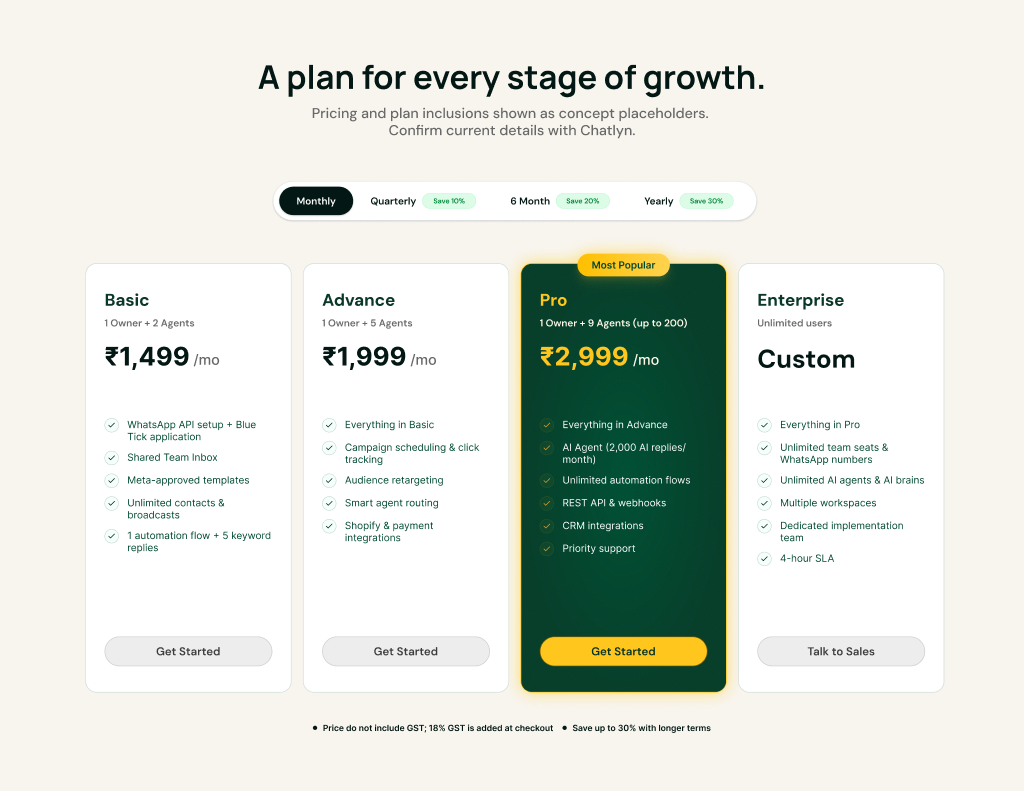 A plan for every stage of growth.
Pricing and plan inclusions shown as concept placeholders.
Confirm current details with Chatlyn.
Monthly
Quarterly Save 10%
6 Month Save 20%
Yearly Save 30%
Basic
1 Owner + 2 Agents
₹1,499 /mo
WhatsApp API setup + Blue
Tick application
Shared Team Inbox
Meta-approved templates
Unlimited contacts &
broadcasts
1 automation flow + 5 keyword
replies
Get Started
Advance
1 Owner + 5 Agents
₹1,999 /mo
Everything in Basic
Campaign scheduling & click
tracking
Audience retargeting
Smart agent routing
Shopify & payment
integrations
Get Started
Most Popular
Pro
1 Owner + 9 Agents (up to 200)
₹2,999 /mo
Everything in Advance
AI Agent (2,000 AI replies/
month)
Unlimited automation flows
REST API & webhooks
CRM integrations
Priority support
Get Started
Enterprise
Unlimited users
Custom
Everything in Pro
Unlimited team seats &
WhatsApp numbers
Unlimited AI agents & AI brains
Multiple workspaces
Dedicated implementation
team
4-hour SLA
Talk to Sales
• Price do not include GST; 18% GST is added at checkout • Save up to 30% with longer terms